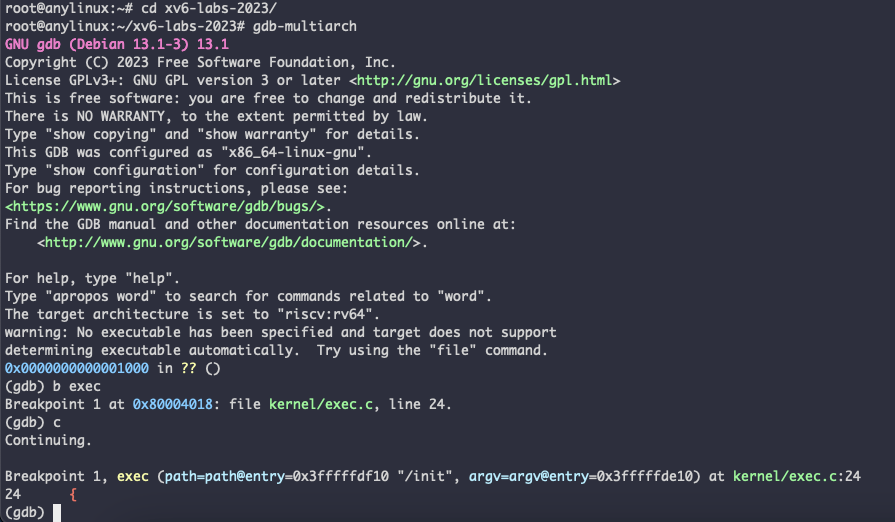 root@anylinux:~# cd xv6-labs-2023/
root@anylinux:~/xv6-labs-2023# gdb-multiarch
GNU gdb (Debian 13.1-3) 13.1
Copyright (C) 2023 Free Software Foundation, Inc.
License GPLv3+: GNU GPL version 3 or later <http://gnu.org/licenses/gpl.html>
This is free software: you are free to change and redistribute it.
There is NO WARRANTY, to the extent permitted by law.
Type "show copying" and "show warranty" for details.
This GDB was configured as "x86_64-linux-gnu".
Type "show configuration" for configuration details.
For bug reporting instructions, please see:
<https://www.gnu.org/software/gdb/bugs/>.
Find the GDB manual and other documentation resources online at:
    <http://www.gnu.org/software/gdb/documentation/>.

For help, type "help".
Type "apropos word" to search for commands related to "word".
The target architecture is set to "riscv:rv64".
warning: No executable has been specified and target does not support
determining executable automatically.  Try using the "file" command.
0x0000000000001000 in ?? ()
(gdb) b exec
Breakpoint 1 at 0x80004018: file kernel/exec.c, line 24.
(gdb) c
Continuing.

Breakpoint 1, exec (path=path@entry=0x3fffffdf10 "/init", argv=argv@entry=0x3fffffde10) at kernel/exec.c:24
24      {
(gdb)